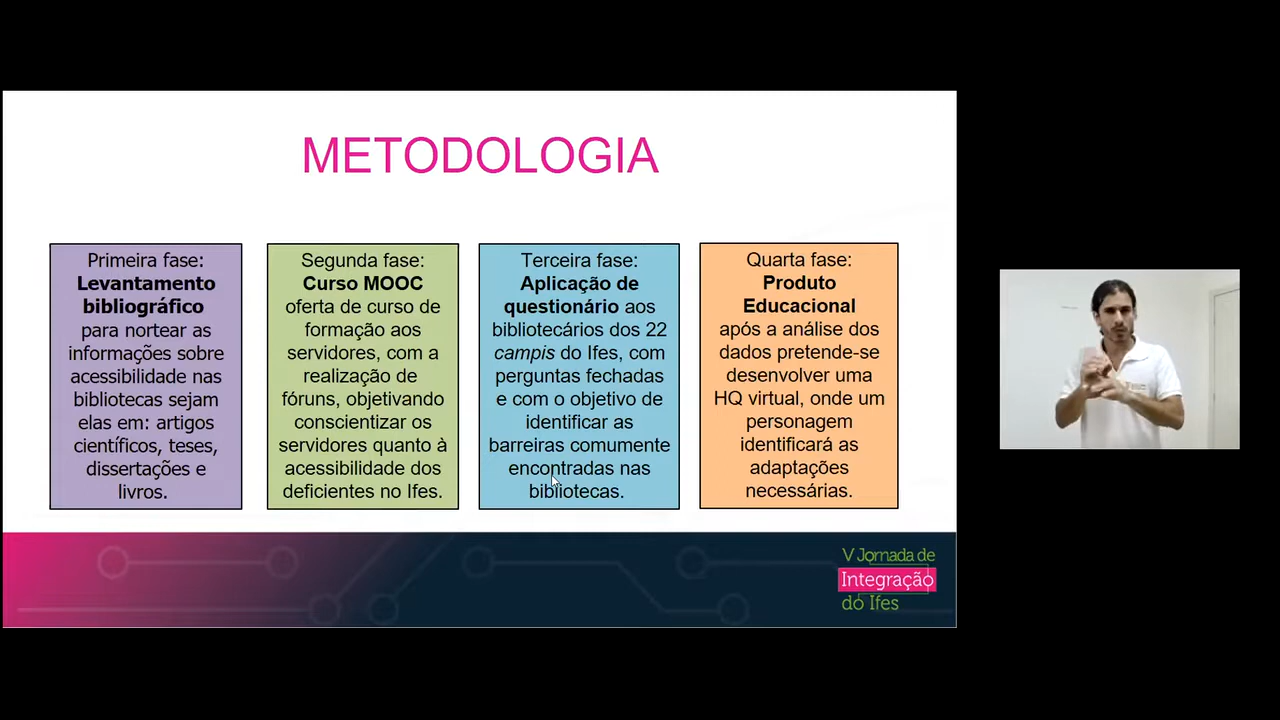 METODOLOGIA
Primeira fase:
Levantamento
bibliográfico
para nortear as
informações sobre
acessibilidade nas
bibliotecas sejam
elas em: artigos
científicos, teses,
dissertações e
livros.
Segunda fase:
Curso MOOC
oferta de curso de
formação aos
servidores, com a
realização de
fóruns, objetivando
conscientizar os
servidores quanto à
acessibilidade dos
deficientes no Ifes.
Terceira fase:
Aplicação de
questionário aos
bibliotecários dos 22
campis do Ifes, com
perguntas fechadas
e com o objetivo de
identificar as
barreiras comumente
encontradas nas
bibliotecas.
Quarta fase:
Produto
Educacional
após a análise dos
dados pretende-se
desenvolver uma
HQ virtual, onde um
personagem
identificará as
adaptações
necessárias.
V Jornada de
Integração
do Ifes